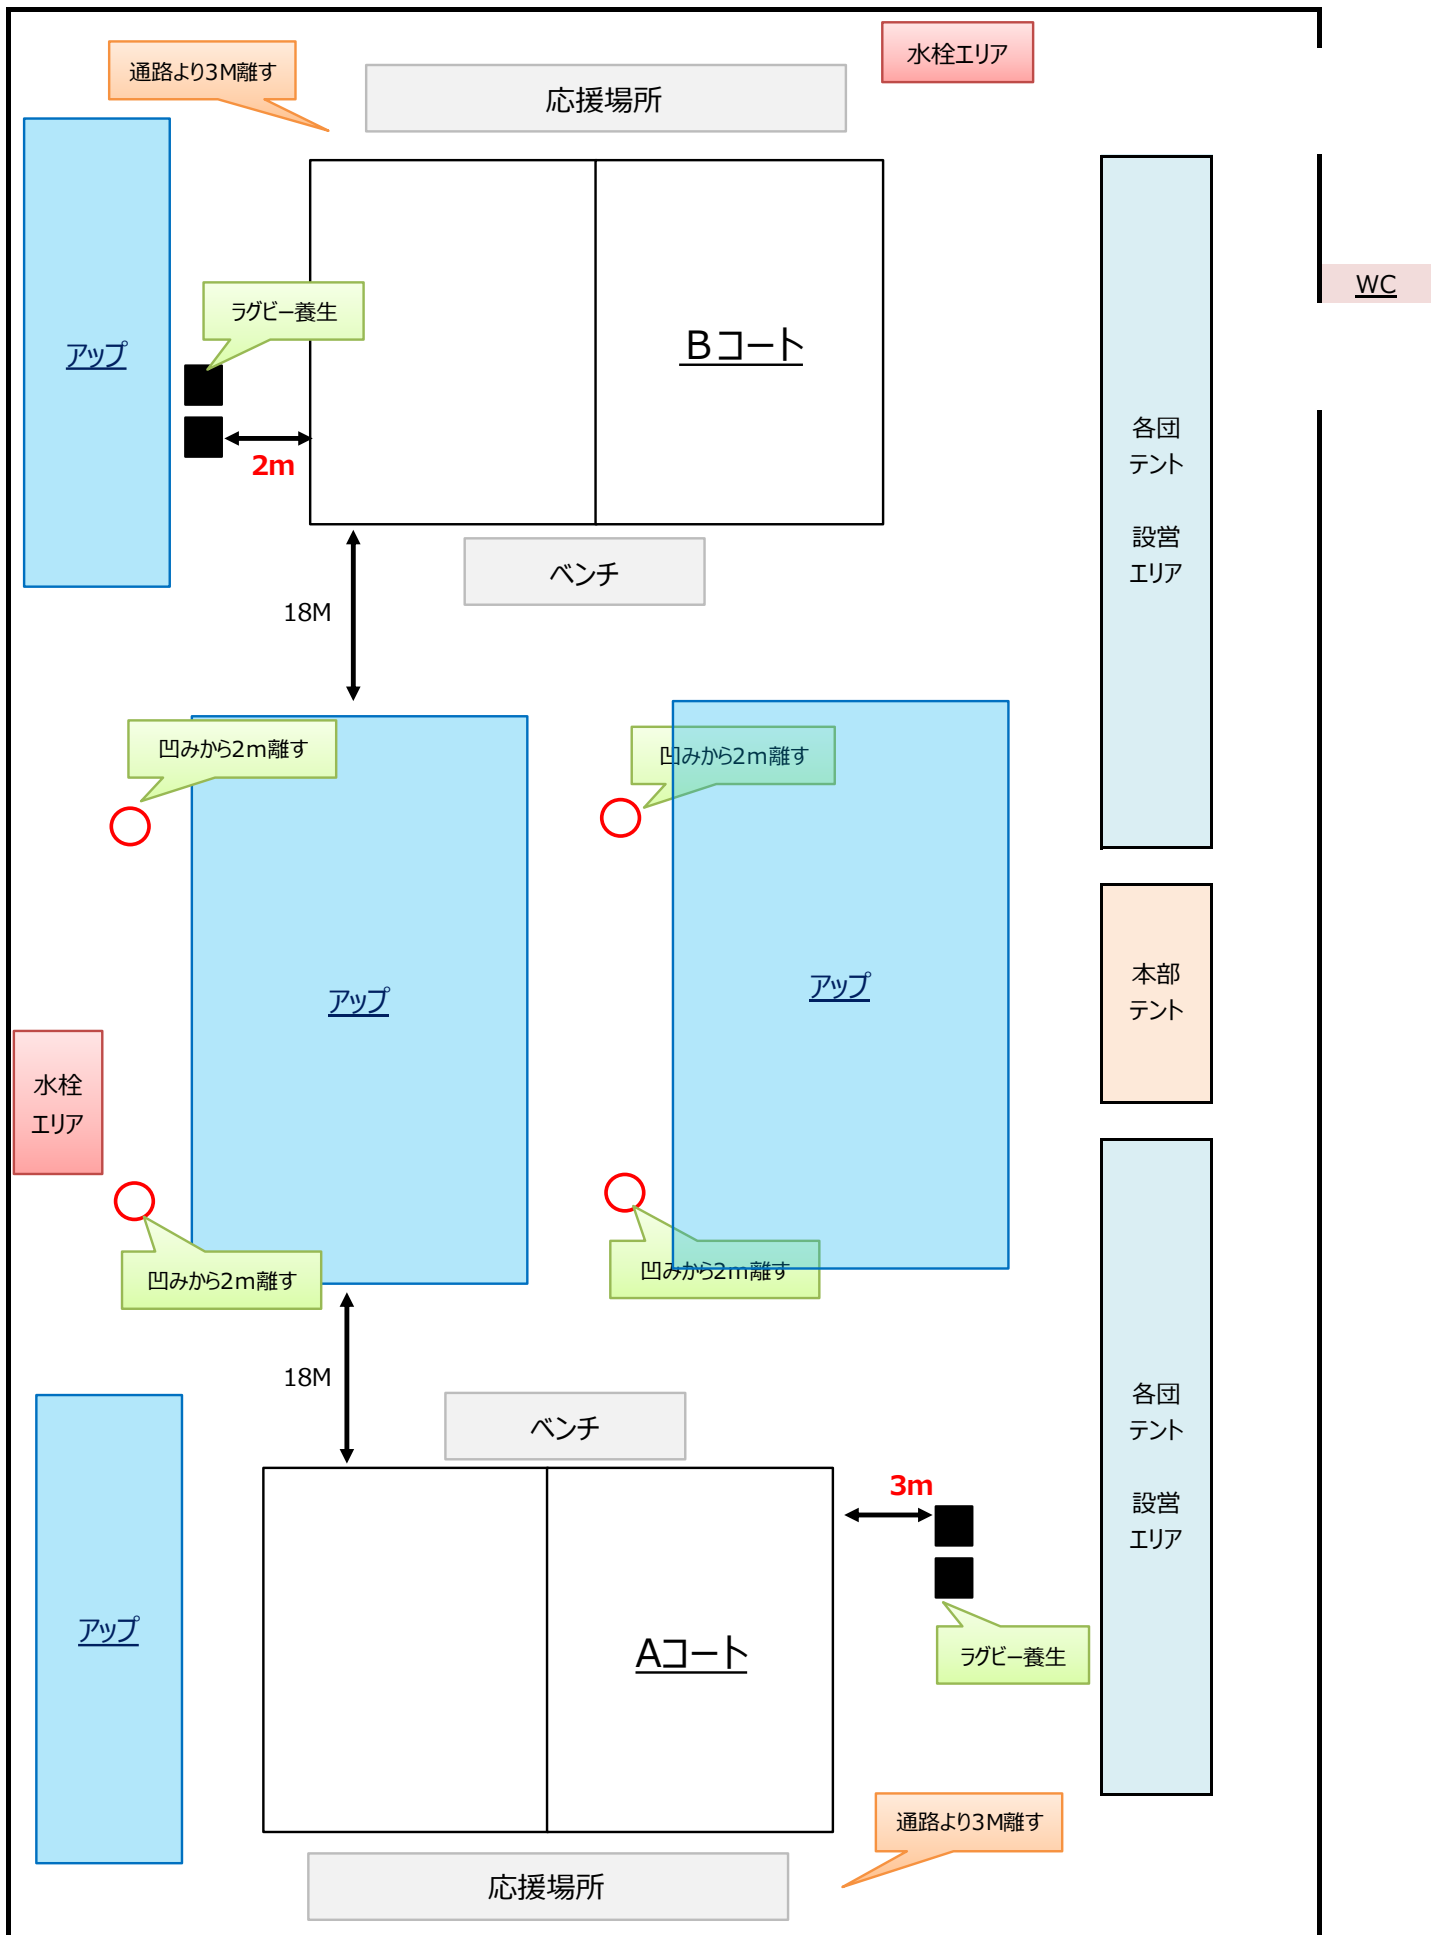 水栓エリア
通路より3M離す
応援場所
WC
ラグビー養生
Bコート
アップ
各団
テント
設営
エリア
2m
ベンチ
18M
凹みから2m離す
凹みから2m離す
アップ
アップ
本部
テント
水栓
エリア
凹みから2m離す
凹みから2m離す
18M
ベンチ
各団
テント
設営
エリア
3m
アップ
Aコート
ラグビー養生
通路より3M離す
応援場所